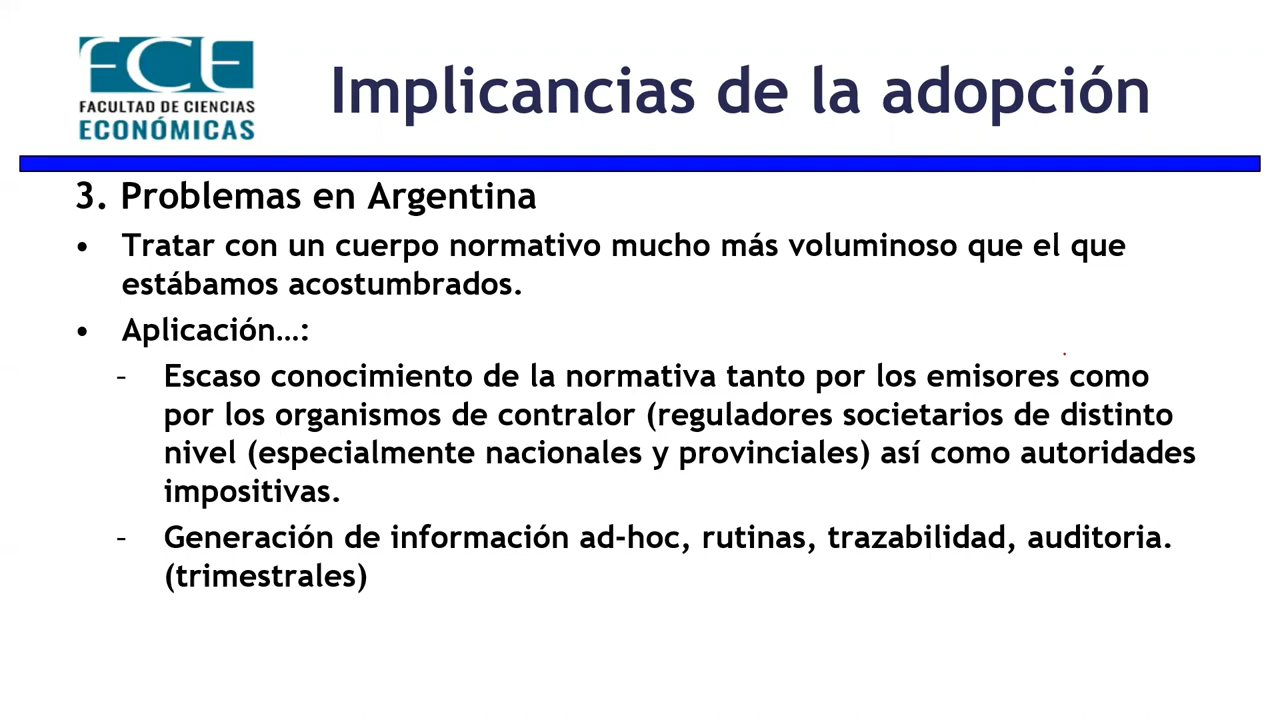 FCE
FACULTAD DE CIENCIAS
ECONÓMICAS
Implicancias de la adopción
3. Problemas en Argentina
• Tratar con un cuerpo normativo mucho más voluminoso que el que
estábamos acostumbrados.
• Aplicación…:
– Escaso conocimiento de la normativa tanto por los emisores como
por los organismos de contralor (reguladores societarios de distinto
nivel (especialmente nacionales y provinciales) así como autoridades
impositivas.
– Generación de información ad-hoc, rutinas, trazabilidad, auditoria.
(trimestrales)